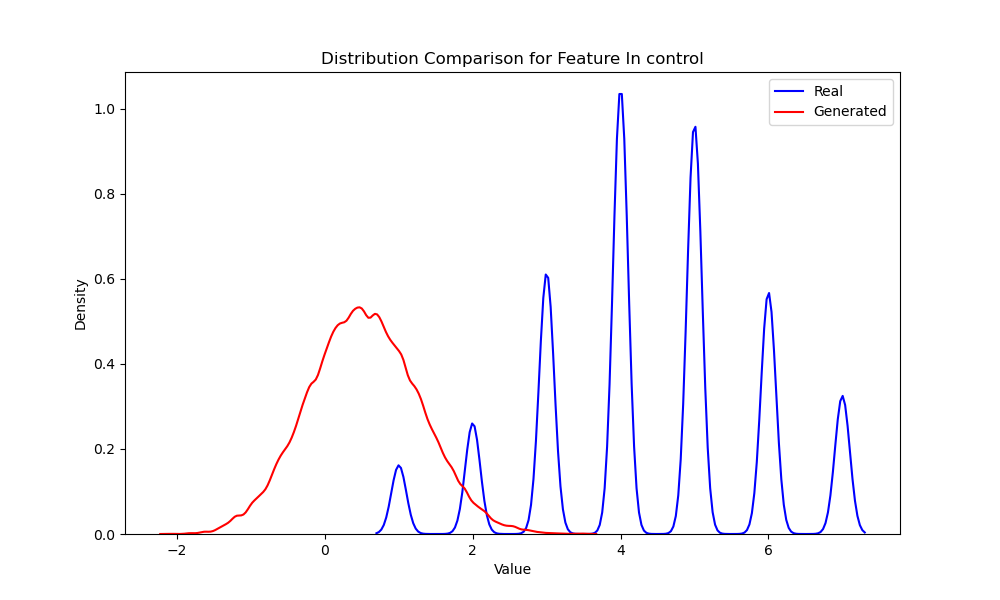 Distribution Comparison for Feature In control
Real
Generated
Density
1.0
0.8
0.6
0.4
0.2
0.0
−2
0
2
4
6
Value